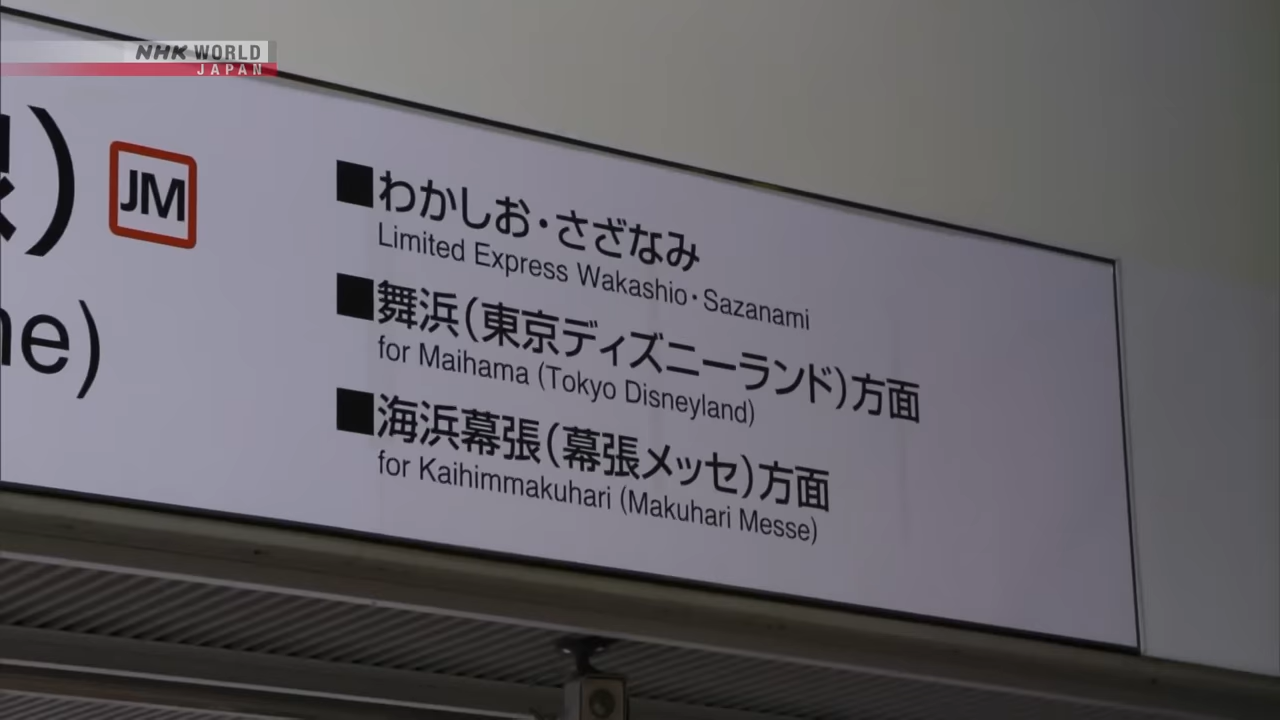 NHK WORLD
JAPAN
線)
JM
ne)
■わかしお・さざなみ
Limited Express Wakashio・Sazanami
■舞浜(東京ディズニーランド)方面
for Maihama (Tokyo Disneyland)
■海浜幕張(幕張メッセ)方面
for Kaihimmakuhari (Makuhari Messe)